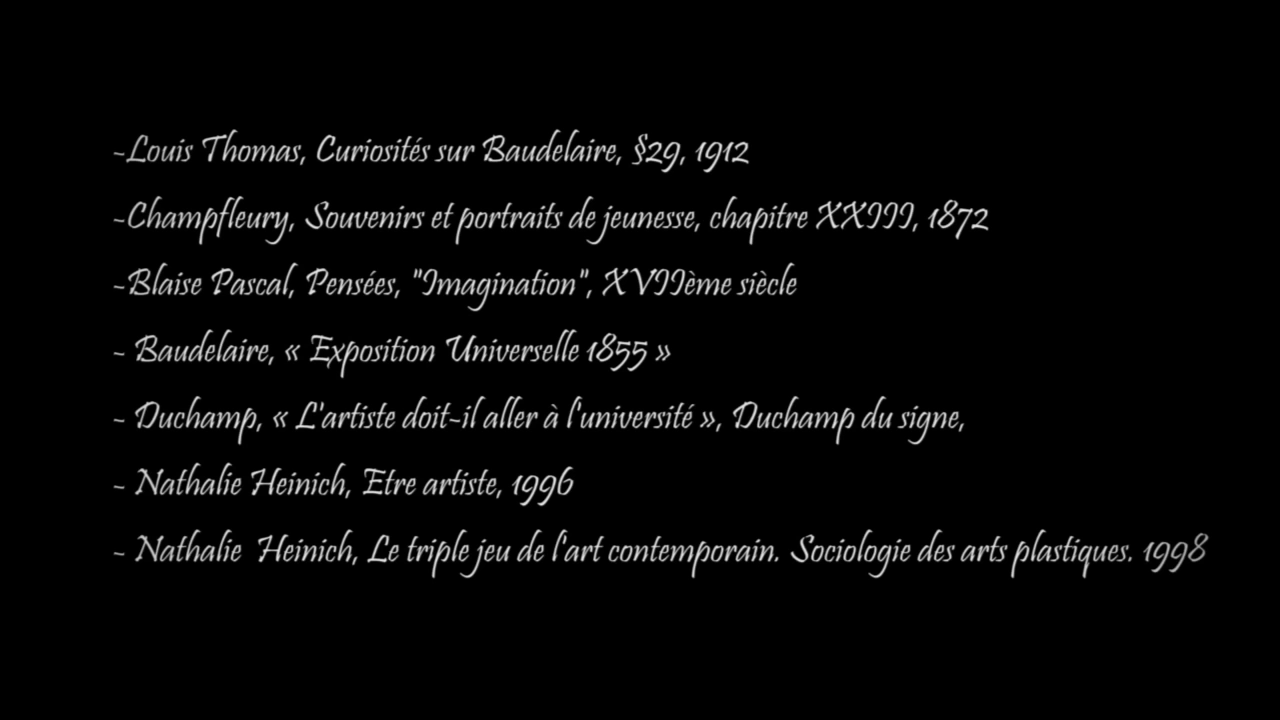 -Louis Thomas, Curiosités sur Baudelaire, §29, 1912
-Champfleury, Souvenirs et portraits de jeunesse, chapitre XXIII, 1872
-Blaise Pascal, Pensées, "Imagination", XVIIème siècle
- Baudelaire, « Exposition Universelle 1855 »
- Duchamp, « L'artiste doit-il aller à l'université », Duchamp du signe,
- Nathalie Heinich, Etre artiste, 1996
- Nathalie  Heinich, Le triple jeu de l'art contemporain. Sociologie des arts plastiques. 1998